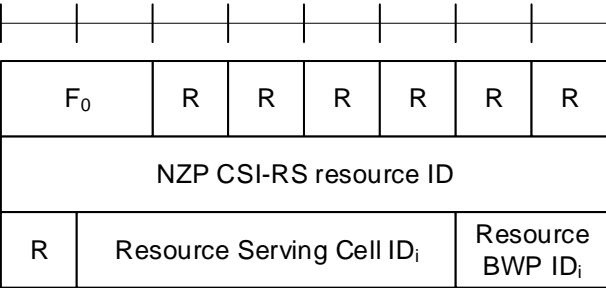 F₀ R R R R R R
NZP CSI-RS resource ID
R Resource Serving Cell IDᵢ Resource
BWP IDᵢ